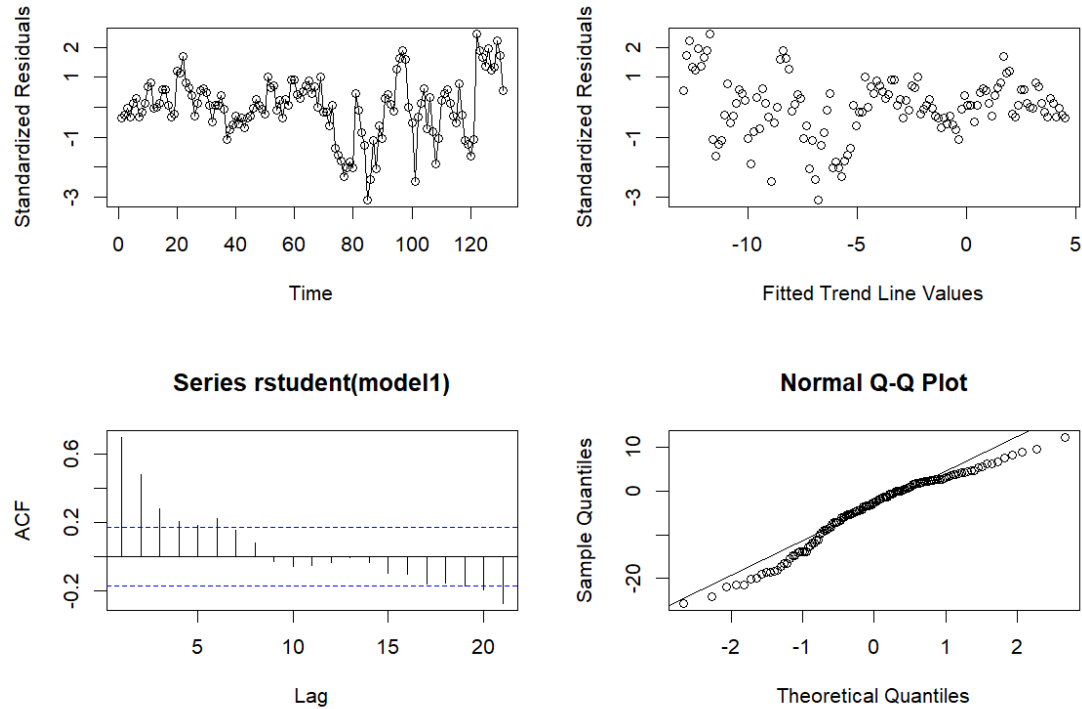 Standardized Residuals
2
1
-1
-3
0 20 40 60 80 100 120
Time
Standardized Residuals
2
1
-1
-3
-10 -5 0 5
Fitted Trend Line Values
Series rstudent(model1)
ACF
0.6
0.2
-0.2
5 10 15 20
Lag
Normal Q-Q Plot
Sample Quantiles
10
0
-20
-2 -1 0 1 2
Theoretical Quantiles